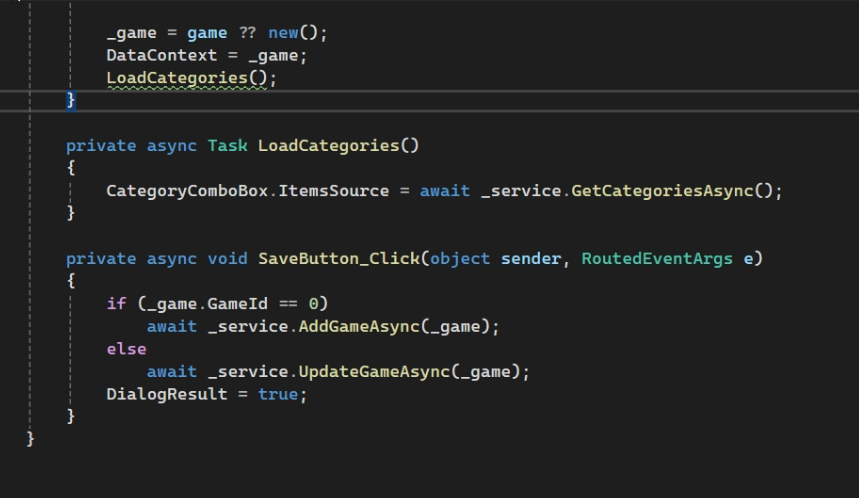 _game = game ?? new();
DataContext = _game;
LoadCategories();
}
private async Task LoadCategories()
{
CategoryComboBox.ItemsSource = await _service.GetCategoriesAsync();
}
private async void SaveButton_Click(object sender, RoutedEventArgs e)
{
if (_game.GameId == 0)
await _service.AddGameAsync(_game);
else
await _service.UpdateGameAsync(_game);
DialogResult = true;
}
}